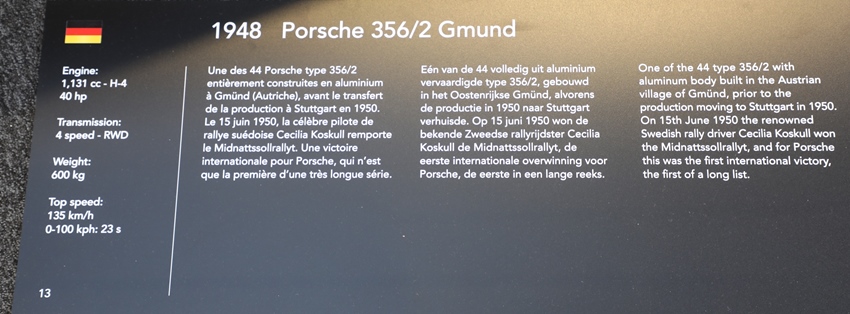 1948 Porsche 356/2 Gmund
Engine:
1,131 cc - H-4
40 hp
Transmission:
4 speed - RWD
Weight:
600 kg
Top speed:
135 km/h
0-100 kph: 23 s
13
Une des 44 Porsche type 356/2
entièrement construites en aluminium
à Gmünd (Autriche), avant le transfert
de la production à Stuttgart en 1950.
Le 15 juin 1950, la célèbre pilote de
rallye suédoise Cecilia Koskull remporte
le Midnattssollrallyt. Une victoire
internationale pour Porsche, qui n'est
que la première d'une très longue série.
Eén van de 44 volledig uit aluminium
vervaardigde type 356/2, gebouwd
in het Oostenrijkse Gmünd, alvorens
de productie in 1950 naar Stuttgart
verhuisde. Op 15 juni 1950 won de
bekende Zweedse rallyrijdster Cecilia
Koskull de Midnattssollrallyt, de
eerste internationale overwinning voor
Porsche, de eerste in een lange reeks.
One of the 44 type 356/2 with
aluminum body built in the Austrian
village of Gmünd, prior to the
production moving to Stuttgart in 1950.
On 15th June 1950 the renowned
Swedish rally driver Cecilia Koskull won
the Midnattssollrallyt, and for Porsche
this was the first international victory,
the first of a long list.